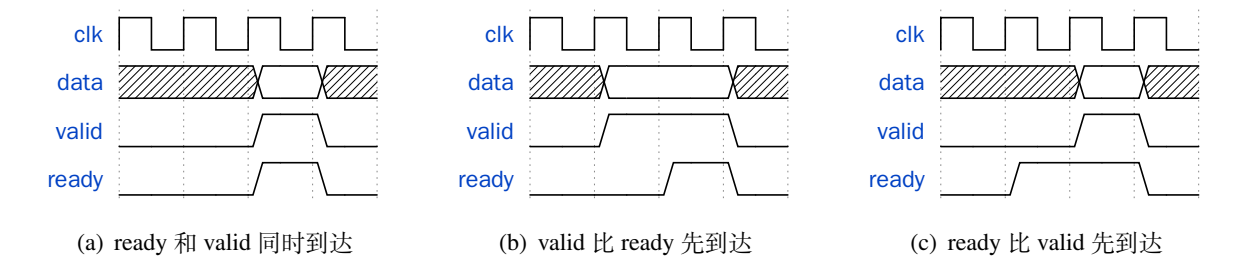 clk
data
valid
ready
(a) ready 和 valid 同时到达
clk
data
valid
ready
(b) valid 比 ready 先到达
clk
data
valid
ready
(c) ready 比 valid 先到达